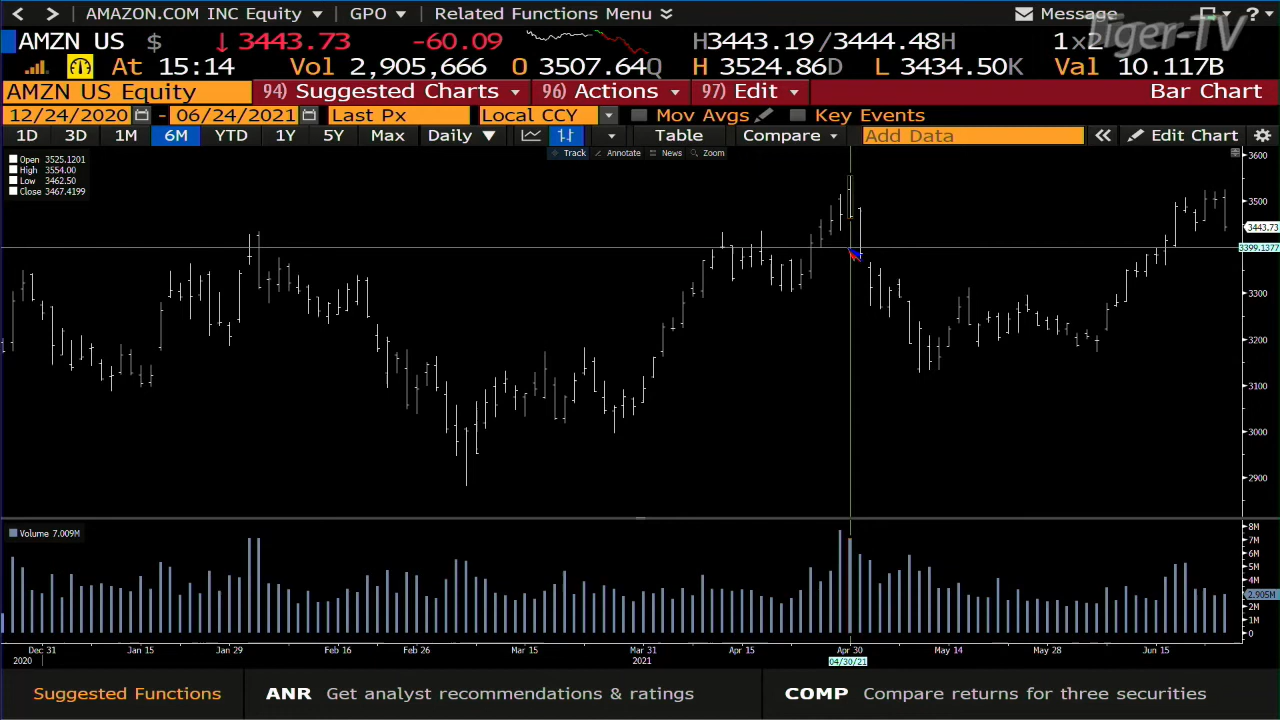 AMAZON.COM INC Equity GPO Related Functions Menu Message ?
AMZN US $ 3443.73 -60.09 H3443.19/3444.48H 1x2 Tiger-TV
At 15:14 Vol 2,905,666 O 3507.64Q H 3524.86D L 3434.50K Val 10.117B
AMZN US Equity 94) Suggested Charts 96) Actions 97) Edit Bar Chart
12/24/2020 - 06/24/2021 Last Px Local CCY Mov Avgs Key Events
1D 3D 1M 6M YTD 1Y 5Y Max Daily Table Compare Add Data Edit Chart
Track Annotate News Zoom
Open 3525.1201
High 3554.00
Low 3462.50
Close 3467.4199
3600
3500
3443.73
3399.1377
3300
3200
3100
3000
2900
Volume 7.009M
8M
7M
6M
5M
4M
2.905M
2M
1M
0
Dec 31 Jan 15 Jan 29 Feb 16 Feb 26 Mar 15 Mar 31 Apr 15 Apr 30 May 14 May 28 Jun 15
2020 2021 04/30/21
Suggested Functions ANR Get analyst recommendations & ratings COMP Compare returns for three securities